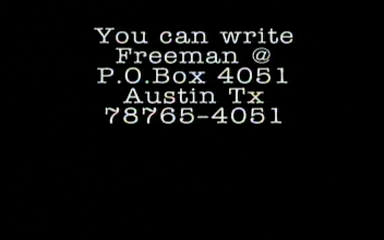 You can write
Freeman @
P.O.Box 4051
Austin Tx
78765-4051